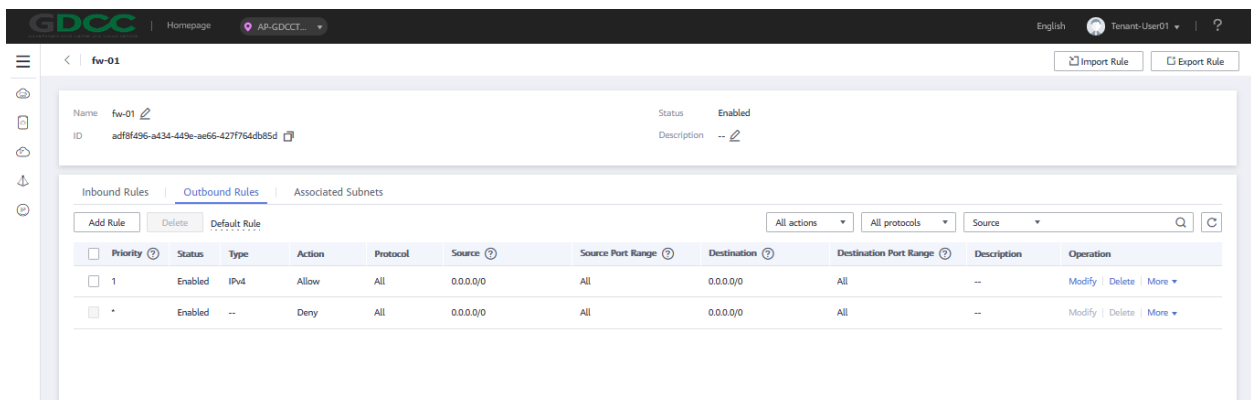 GDCC | Homepage AP-GDCCT... English Tenant-User01 | ?
< | fw-01 Import Rule Export Rule
Name fw-01 Status Enabled
ID adf8f496-a434-449e-ae66-427f764db85d Description --
Inbound Rules | Outbound Rules | Associated Subnets
Add Rule Delete Default Rule All actions All protocols Source
Priority ? Status Type Action Protocol Source ? Source Port Range ? Destination ? Destination Port Range ? Description Operation
1 Enabled IPv4 Allow All 0.0.0.0/0 All 0.0.0.0/0 All -- Modify | Delete | More
* Enabled -- Deny All 0.0.0.0/0 All 0.0.0.0/0 All -- Modify | Delete | More